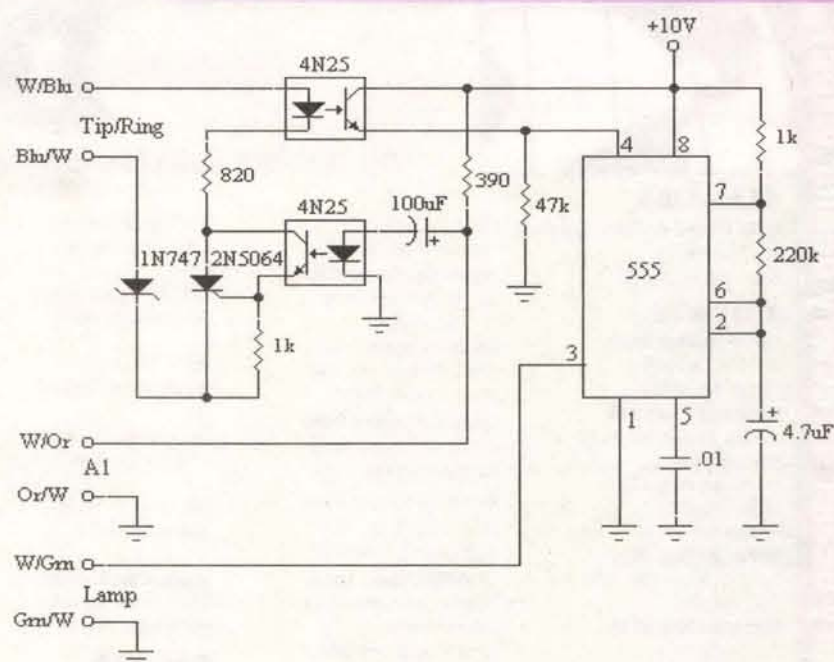 +10V
4N25
W/Blu
Tip/Ring
4 8
1k
Blu/W
820
390
47k
7
4N25
100uF
+
1N747 2N5064
555
220k
6
2
1k
3
1 5
+
4.7uF
W/Or
.01
A1
Or/W
W/Grn
Lamp
Grn/W